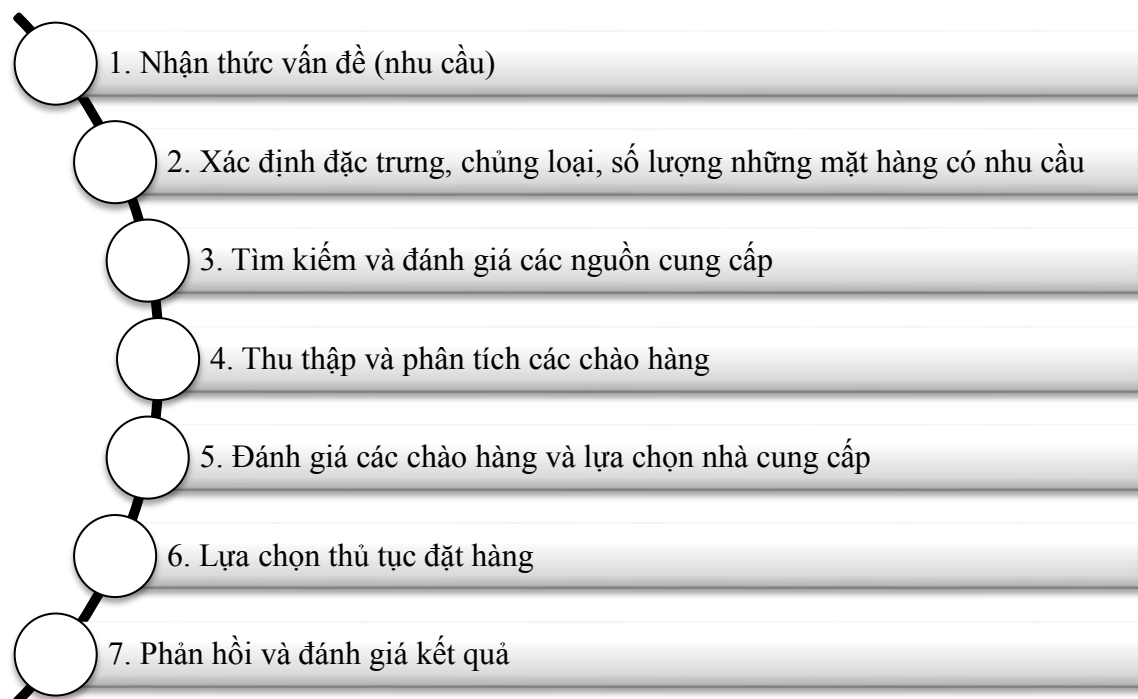 1. Nhận thức vấn đề (nhu cầu)
2. Xác định đặc trưng, chủng loại, số lượng những mặt hàng có nhu cầu
3. Tìm kiếm và đánh giá các nguồn cung cấp
4. Thu thập và phân tích các chào hàng
5. Đánh giá các chào hàng và lựa chọn nhà cung cấp
6. Lựa chọn thủ tục đặt hàng
7. Phản hồi và đánh giá kết quả